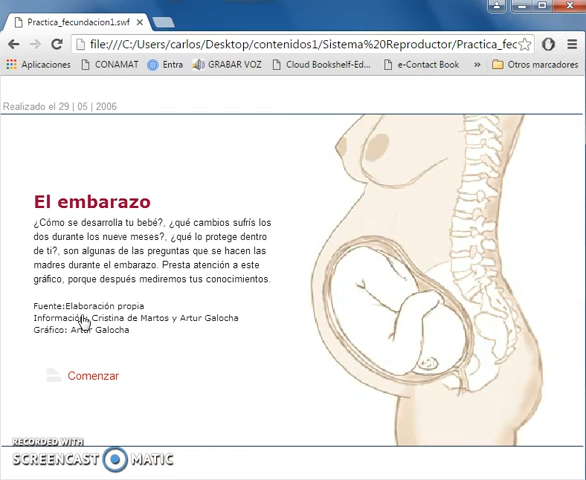 Practica_fecundacion1.swf
file:///C:/Users/carlos/Desktop/contenidos1/Sistema%20Reproductor/Practica_fec
Aplicaciones CONAMAT Entra GRABAR VOZ Cloud Bookshelf-Ed... e-Contact Book » Otros marcadores
Realizado el 29 | 05 | 2006
El embarazo
¿Cómo se desarrolla tu bebé?, ¿qué cambios sufrís los
dos durante los nueve meses?, ¿qué lo protege dentro
de ti?, son algunas de las preguntas que se hacen las
madres durante el embarazo. Presta atención a este
gráfico, porque después mediremos tus conocimientos.
Fuente:Elaboración propia
Información: Cristina de Martos y Artur Galocha
Gráfico: Artur Galocha
Comenzar
RECORDED WITH
SCREENCAST MATIC